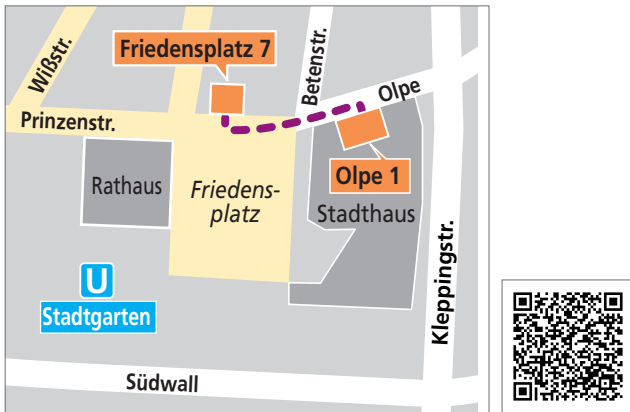 Wißstr.
Friedensplatz 7
Betenstr.
Olpe
Prinzenstr.
Rathaus
Friedens-
platz
Olpe 1
Stadthaus
Kleppingstr.
U
Stadtgarten
Südwall